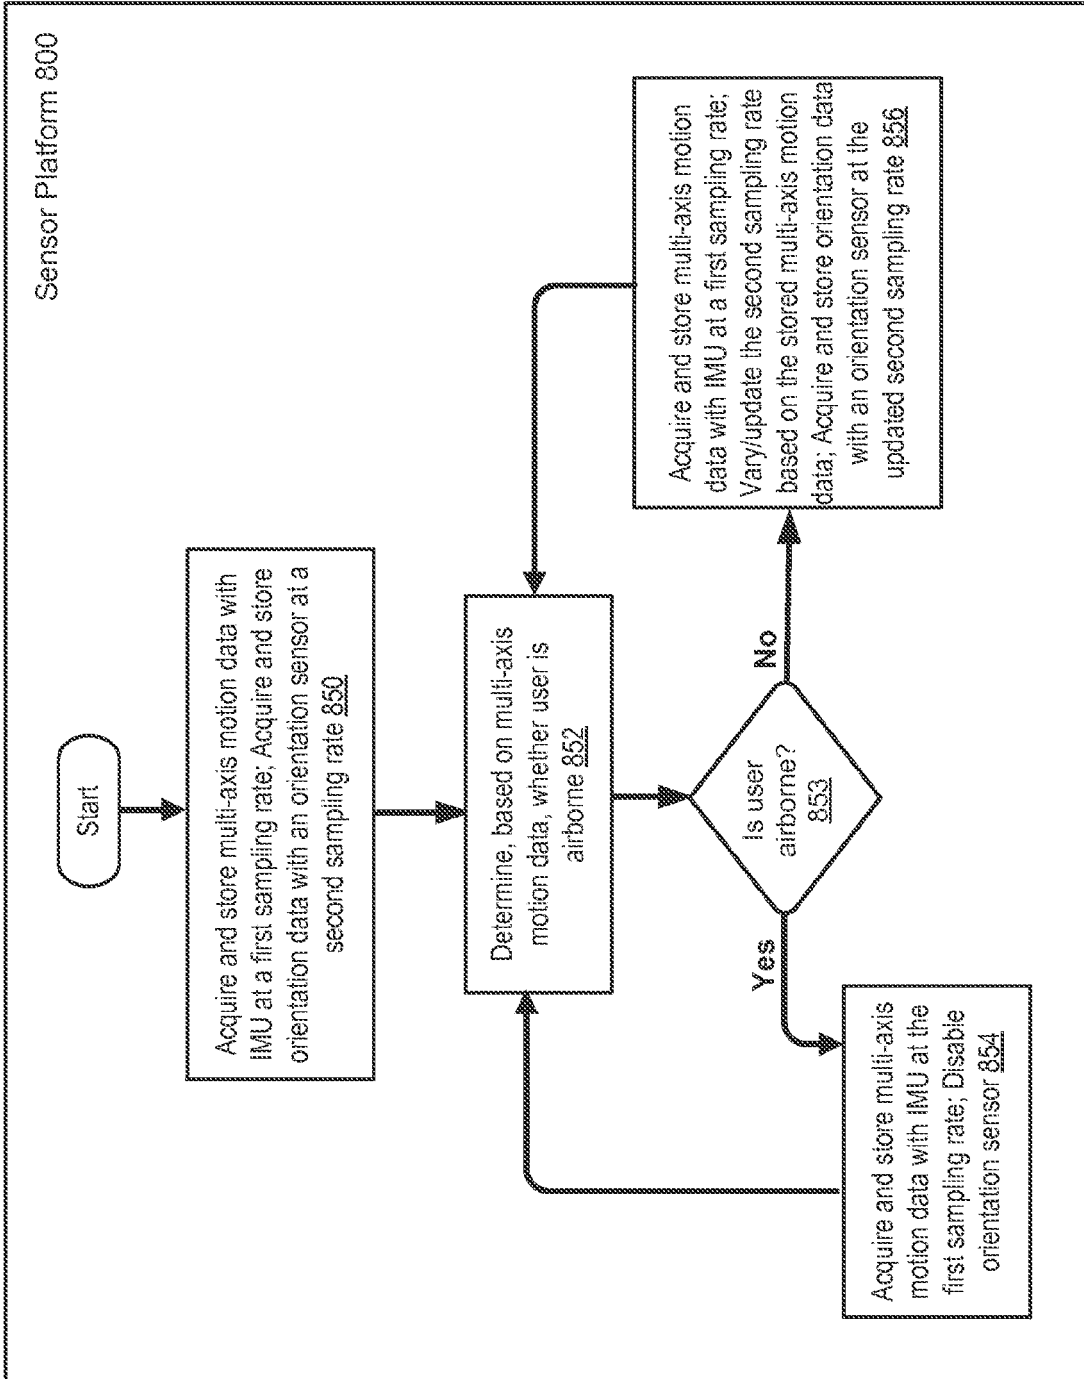 Sensor Platform 800
Start
Acquire and store multi-axis motion data with
IMU at a first sampling rate; Acquire and store
orientation data with an orientation sensor at a
second sampling rate 850
Determine, based on multi-axis
motion data, whether user is
airborne 852
Is user
airborne?
853
Yes
No
Acquire and store multi-axis
motion data with IMU at the
first sampling rate; Disable
orientation sensor 854
Acquire and store multi-axis motion
data with IMU at a first sampling rate;
Vary/update the second sampling rate
based on the stored multi-axis motion
data; Acquire and store orientation data
with an orientation sensor at the
updated second sampling rate 856